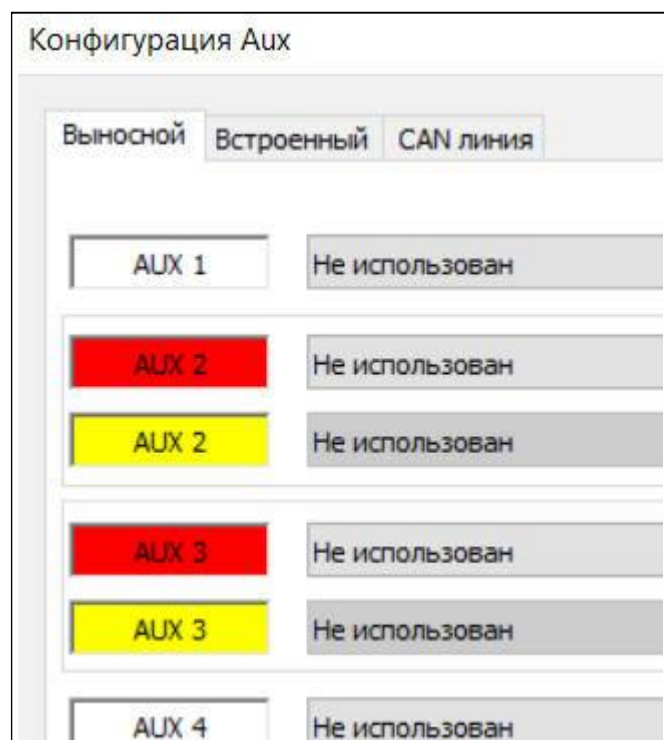 Конфигурация Aux
Выносной Встроенный CAN линия
AUX 1 Не использован
AUX 2 Не использован
AUX 2 Не использован
AUX 3 Не использован
AUX 3 Не использован
AUX 4 Не использован